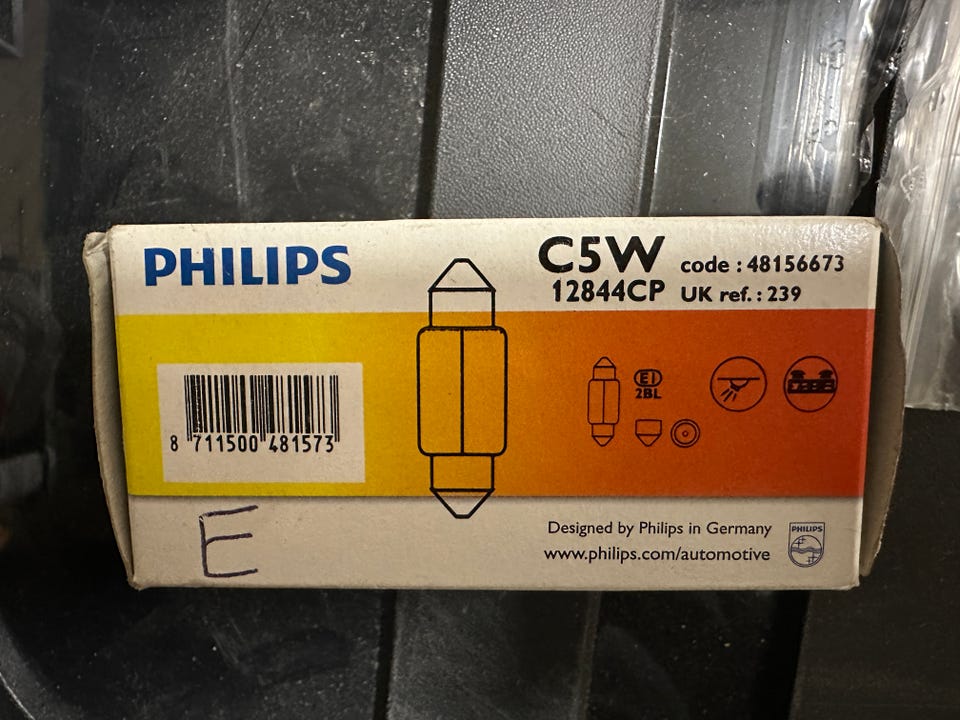 PHILIPS
C5W code : 48156673
12844CP UK ref. : 239
E1
2BL
8 711500 481573
E
Designed by Philips in Germany
www.philips.com/automotive
PHILIPS